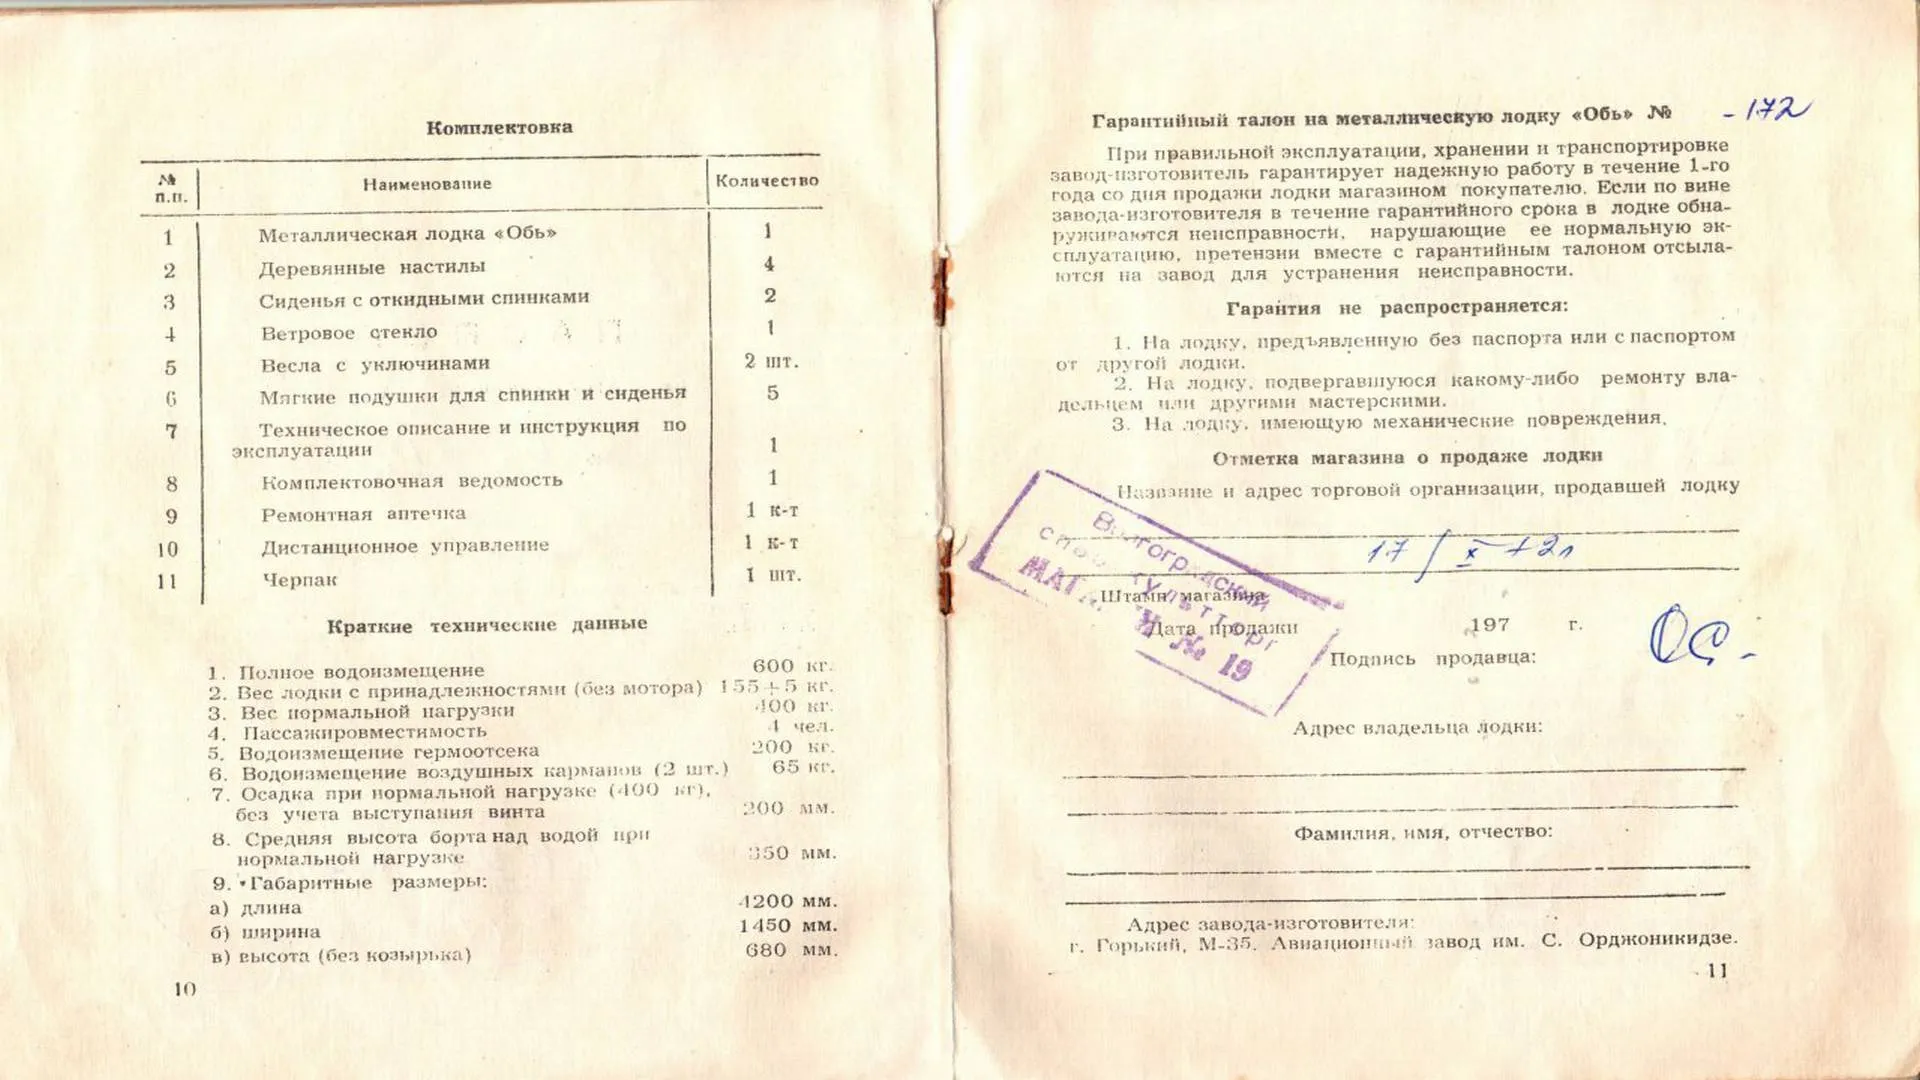 Комплектовка
№ п.п. Наименование Количество
1 Металлическая лодка «Обь» 1
2 Деревянные настилы 4
3 Сиденья с откидными спинками 2
4 Ветровое стекло 1
5 Весла с уключинами 2 шт.
6 Мягкие подушки для спинки и сиденья 5
7 Техническое описание и инструкция по
эксплуатации 1
8 Комплектовочная ведомость 1
9 Ремонтная аптечка 1 к-т
10 Дистанционное управление 1 к-т
11 Черпак 1 шт.
Краткие технические данные
1. Полное водоизмещение 600 кг.
2. Вес лодки с принадлежностями (без мотора) 155+5 кг.
3. Вес нормальной нагрузки 400 кг.
4. Пассажировместимость 4 чел.
5. Водоизмещение гермоотсека 200 кг.
6. Водоизмещение воздушных карманов (2 шт.) 65 кг.
7. Осадка при нормальной нагрузке (400 кг),
без учета выступания винта 200 мм.
8. Средняя высота борта над водой при
нормальной нагрузке 350 мм.
9. Габаритные размеры:
а) длина 4200 мм.
б) ширина 1450 мм.
в) высота (без козырька) 680 мм.
10
Гарантийный талон на металлическую лодку «Обь» № -172
При правильной эксплуатации, хранении и транспортировке
завод-изготовитель гарантирует надежную работу в течение 1-го
года со дня продажи лодки магазином покупателю. Если по вине
завода-изготовителя в течение гарантийного срока в лодке обна-
руживаются неисправности, нарушающие ее нормальную эк-
сплуатацию, претензии вместе с гарантийным талоном отсыла-
ются на завод для устранения неисправности.
Гарантия не распространяется:
1. На лодку, предъявленную без паспорта или с паспортом
от другой лодки.
2. На лодку, подвергавшуюся какому-либо ремонту вла-
дельцем или другими мастерскими.
3. На лодку, имеющую механические повреждения.
Отметка магазина о продаже лодки
Название и адрес торговой организации, продавшей лодку
Волгоградский
спорткультторг
МАГАЗИН № 19
17/X 72г
Штамп магазина
Дата продажи 197 г.
Подпись продавца:
Адрес владельца лодки:
Фамилия, имя, отчество:
Адрес завода-изготовителя:
г. Горький, М-35. Авиационный завод им. С. Орджоникидзе.
11